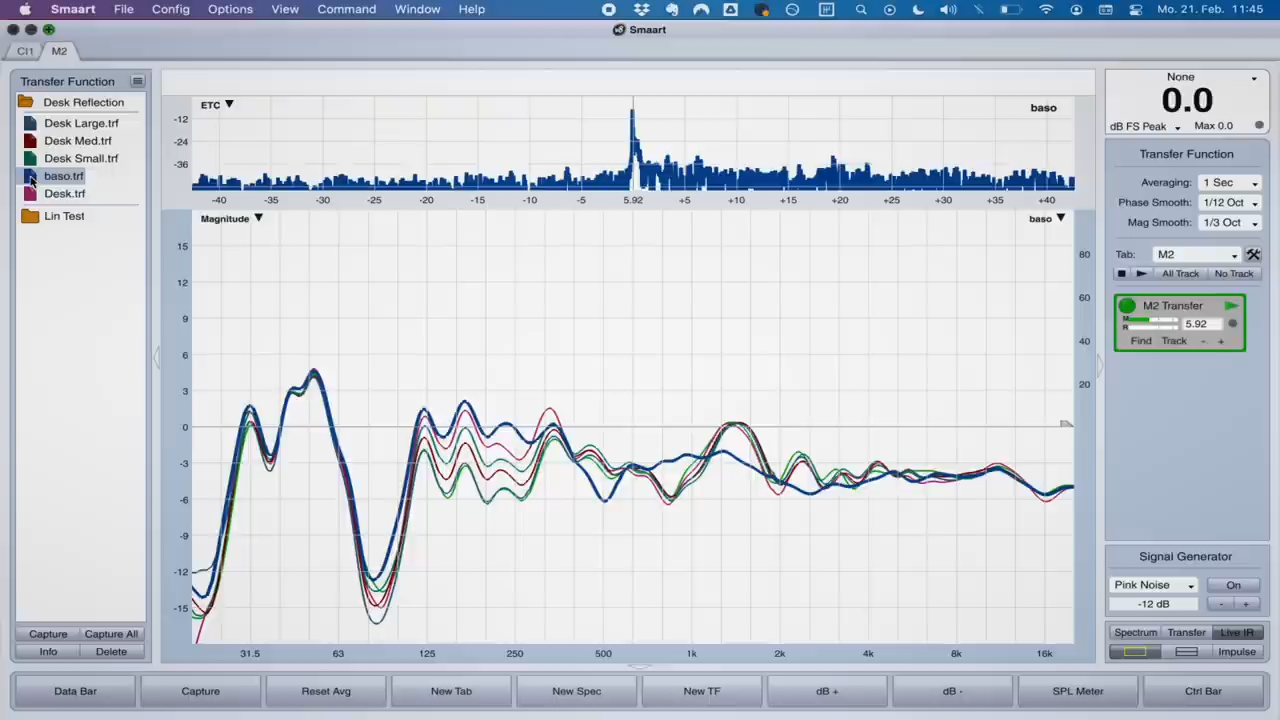 Smaart File Config Options View Command Window Help Mo. 21. Feb. 11:45
Smaart
CI1 M2
Transfer Function
Desk Reflection
Desk Large.trf
Desk Med.trf
Desk Small.trf
baso.trf
Desk.trf
Lin Test
Capture Capture All
Info Delete
ETC ▼ baso
-12
-24
-36
-40 -35 -30 -25 -20 -15 -10 -5 5.92 +5 +10 +15 +20 +25 +30 +35 +40
Magnitude ▼ baso ▼
15 80
12
60
9
6 40
3 20
0
-3
-6
-9
-12
-15
31.5 63 125 250 500 1k 2k 4k 8k 16k
None
0.0
dB FS Peak Max 0.0
Transfer Function
Averaging: 1 Sec
Phase Smooth: 1/12 Oct
Mag Smooth: 1/3 Oct
Tab: M2
All Track No Track
M2 Transfer
M
R 5.92
Find Track - +
Signal Generator
Pink Noise On
-12 dB - +
Spectrum Transfer Live IR
Impulse
Data Bar Capture Reset Avg New Tab New Spec New TF dB + dB - SPL Meter Ctrl Bar